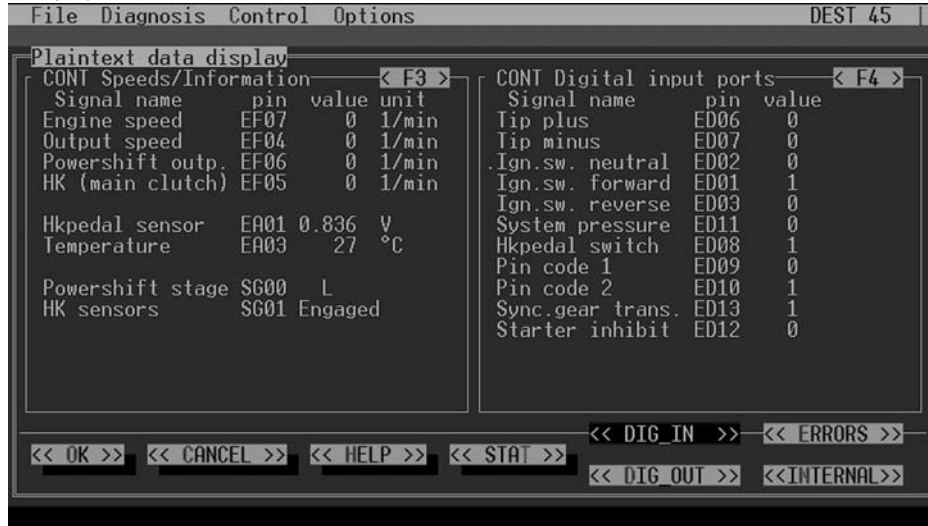 File Diagnosis Control Options DEST 45
Plaintext data display
CONT Speeds/Information < F3 >
Signal name pin value unit
Engine speed EF07 0 1/min
Output speed EF04 0 1/min
Powershift outp. EF06 0 1/min
HK (main clutch) EF05 0 1/min
Hkpedal sensor EA01 0.836 V
Temperature EA03 27 °C
Powershift stage SG00 L
HK sensors SG01 Engaged
CONT Digital input ports < F4 >
Signal name pin value
Tip plus ED06 0
Tip minus ED07 0
.Ign.sw. neutral ED02 0
Ign.sw. forward ED01 1
Ign.sw. reverse ED03 0
System pressure ED11 0
Hkpedal switch ED08 1
Pin code 1 ED09 0
Pin code 2 ED10 1
Sync.gear trans. ED13 1
Starter inhibit ED12 0
<< OK >> << CANCEL >> << HELP >> << STAT >>
<< DIG_IN >> << ERRORS >>
<< DIG_OUT >> <<INTERNAL>>